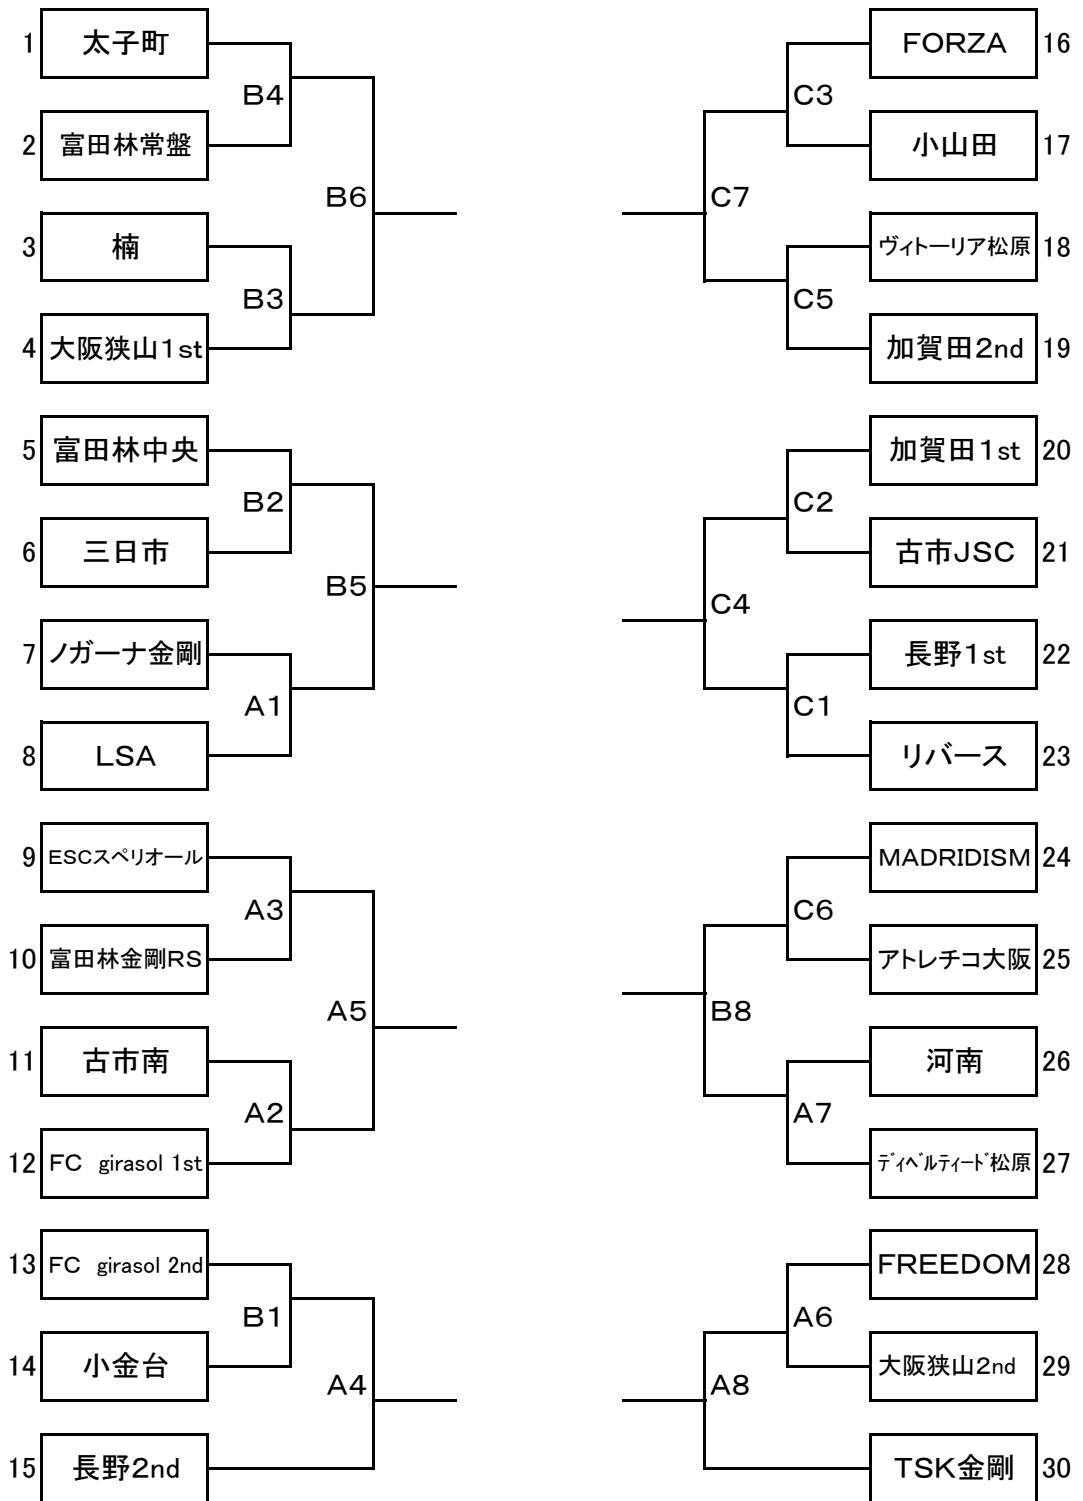 1 太子町
B4
2 富田林常盤
B6
3 楠
B3
4 大阪狭山1st
5 富田林中央
B2
6 三日市
B5
7 ノガーナ金剛
A1
8 LSA
9 ESCスペリオール
A3
10 富田林金剛RS
A5
11 古市南
A2
12 FC girasol 1st
13 FC girasol 2nd
B1
14 小金台
A4
15 長野2nd
FORZA 16
C3
小山田 17
C7
ヴィトーリア松原 18
C5
加賀田2nd 19
加賀田1st 20
C2
古市JSC 21
C4
長野1st 22
C1
リバース 23
MADRIDISM 24
C6
アトレチコ大阪 25
B8
河南 26
A7
ディベルティード松原 27
FREEDOM 28
A6
大阪狭山2nd 29
A8
TSK金剛 30